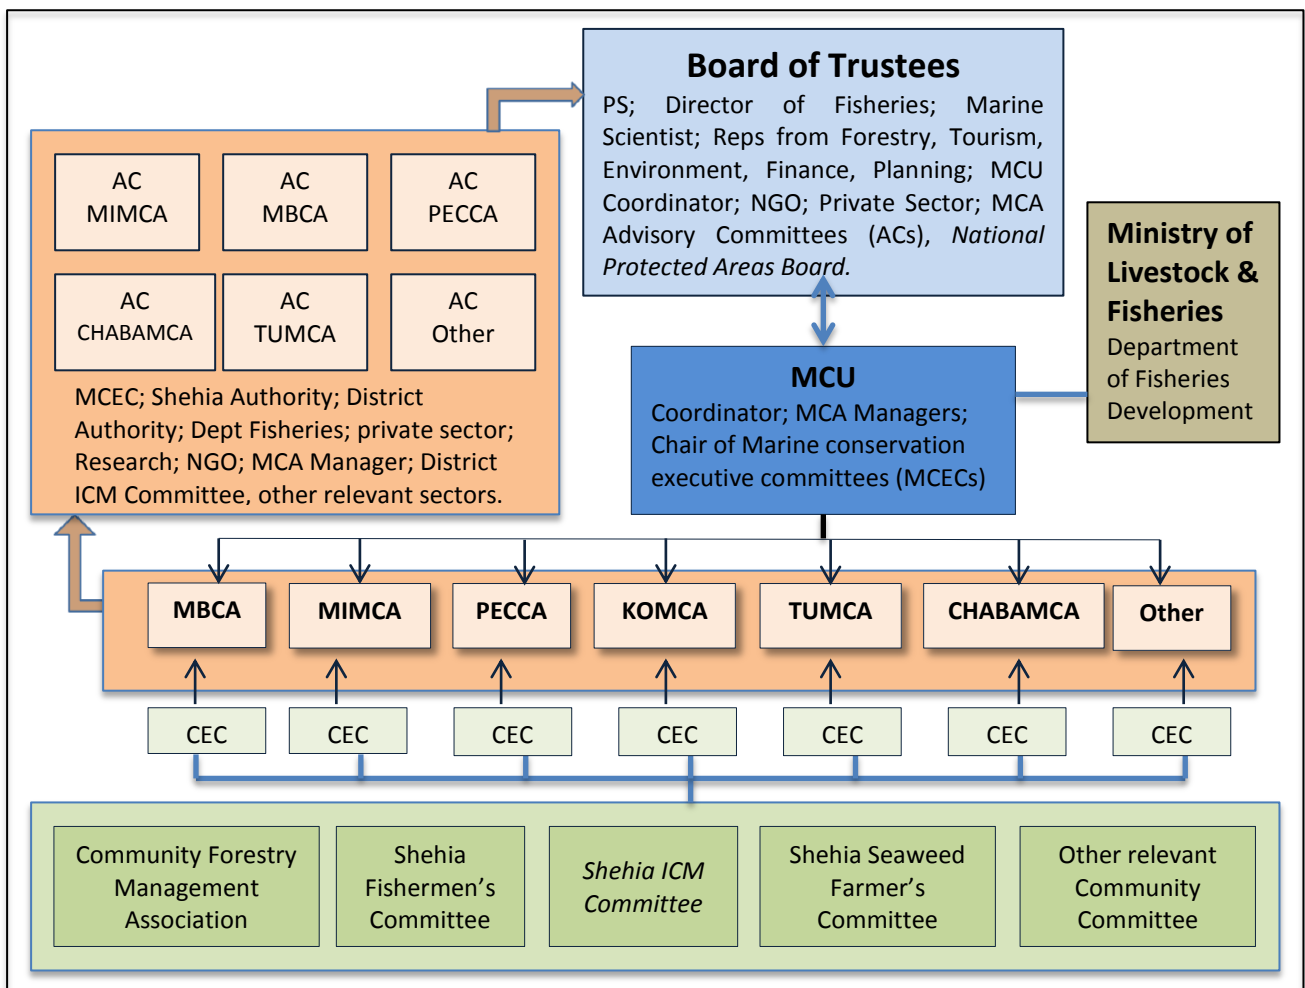 Board of Trustees
PS; Director of Fisheries; Marine
Scientist; Reps from Forestry, Tourism,
Environment, Finance, Planning; MCU
Coordinator; NGO; Private Sector; MCA
Advisory Committees (ACs), National
Protected Areas Board.
AC
MIMCA
AC
MBCA
AC
PECCA
AC
CHABAMCA
AC
TUMCA
AC
Other
MCEC; Shehia Authority; District
Authority; Dept Fisheries; private sector;
Research; NGO; MCA Manager; District
ICM Committee, other relevant sectors.
Ministry of
Livestock &
Fisheries
Department
of Fisheries
Development
MCU
Coordinator; MCA Managers;
Chair of Marine conservation
executive committees (MCECs)
MBCA
MIMCA
PECCA
KOMCA
TUMCA
CHABAMCA
Other
CEC
CEC
CEC
CEC
CEC
CEC
CEC
Community Forestry
Management
Association
Shehia
Fishermen’s
Committee
Shehia ICM
Committee
Shehia Seaweed
Farmer’s
Committee
Other relevant
Community
Committee